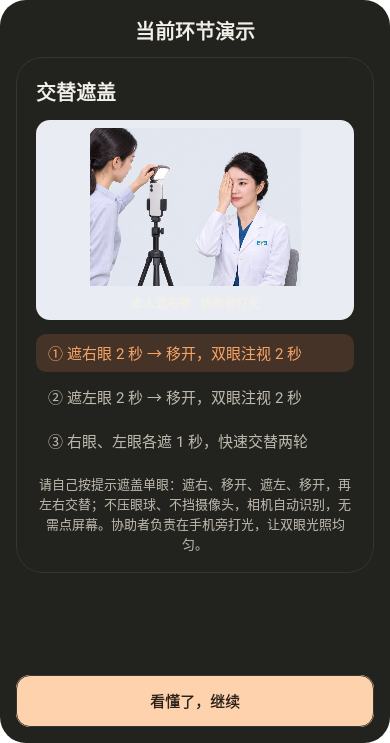 当前环节演示
交替遮盖
EYE
① 遮右眼 2 秒 → 移开，双眼注视 2 秒
② 遮左眼 2 秒 → 移开，双眼注视 2 秒
③ 右眼、左眼各遮 1 秒，快速交替两轮
请自己按提示遮盖单眼：遮右、移开、遮左、移开，再
左右交替；不压眼球、不挡摄像头，相机自动识别，无
需点屏幕。协助者负责在手机旁打光，让双眼光照均
匀。
看懂了，继续